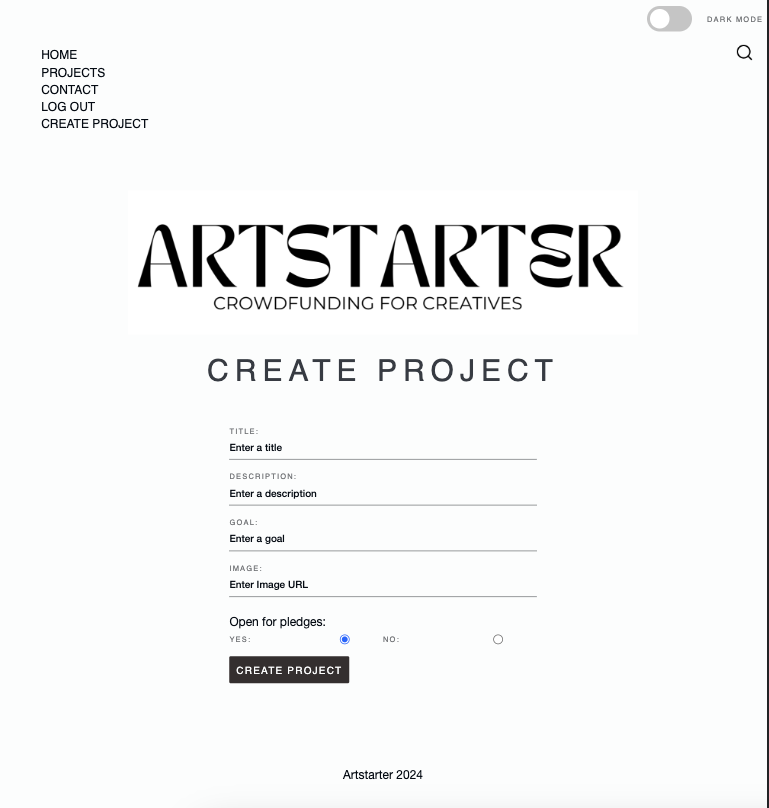 DARK MODE
HOME
PROJECTS
CONTACT
LOG OUT
CREATE PROJECT
ARTSTARTER
CROWDFUNDING FOR CREATIVES
CREATE PROJECT
TITLE:
Enter a title
DESCRIPTION:
Enter a description
GOAL:
Enter a goal
IMAGE:
Enter Image URL
Open for pledges:
YES: NO:
CREATE PROJECT
Artstarter 2024